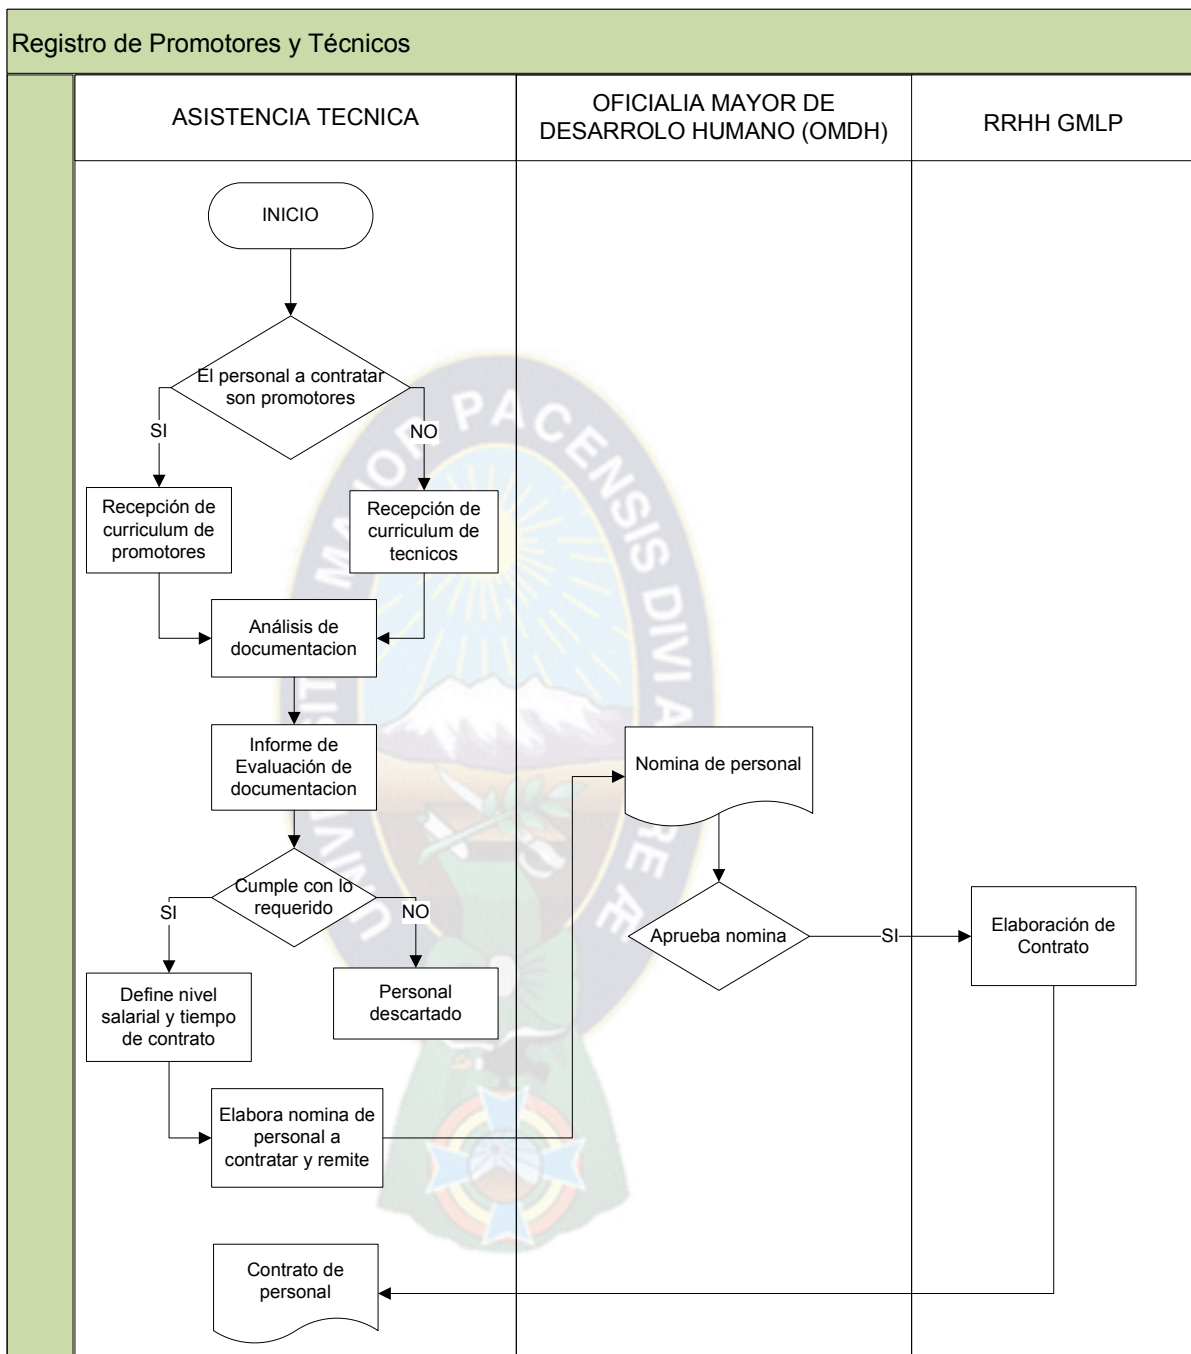 Registro de Promotores y Técnicos
ASISTENCIA TECNICA
OFICIALIA MAYOR DE
DESARROLO HUMANO (OMDH)
RRHH GMLP
INICIO
El personal a contratar
son promotores
SI
NO
Recepción de
curriculum de
promotores
Recepción de
curriculum de
tecnicos
Análisis de
documentacion
Informe de
Evaluación de
documentacion
Nomina de personal
Cumple con lo
requerido
SI
NO
Aprueba nomina
SI
Elaboración de
Contrato
Define nivel
salarial y tiempo
de contrato
Personal
descartado
Elabora nomina de
personal a
contratar y remite
Contrato de
personal
MAJOR PACENSIS DIVI